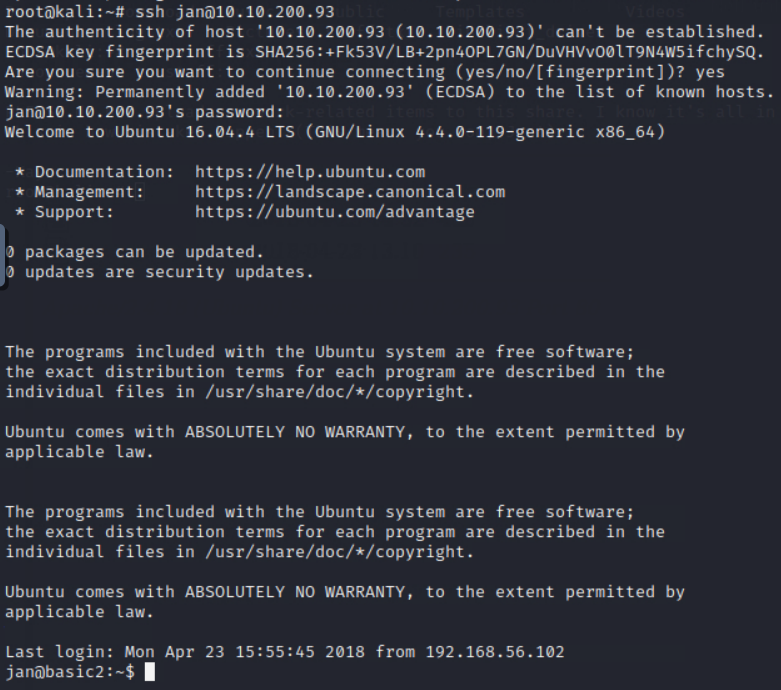 root@kali:~# ssh jan@10.10.200.93
The authenticity of host '10.10.200.93 (10.10.200.93)' can't be established.
ECDSA key fingerprint is SHA256:+Fk53V/LB+2pn4OPL7GN/DuVHVvO0lT9N4W5ifchySQ.
Are you sure you want to continue connecting (yes/no/[fingerprint])? yes
Warning: Permanently added '10.10.200.93' (ECDSA) to the list of known hosts.
jan@10.10.200.93's password:
Welcome to Ubuntu 16.04.4 LTS (GNU/Linux 4.4.0-119-generic x86_64)
* Documentation:  https://help.ubuntu.com
* Management:     https://landscape.canonical.com
* Support:        https://ubuntu.com/advantage
0 packages can be updated.
0 updates are security updates.
The programs included with the Ubuntu system are free software;
the exact distribution terms for each program are described in the
individual files in /usr/share/doc/*/copyright.
Ubuntu comes with ABSOLUTELY NO WARRANTY, to the extent permitted by
applicable law.
The programs included with the Ubuntu system are free software;
the exact distribution terms for each program are described in the
individual files in /usr/share/doc/*/copyright.
Ubuntu comes with ABSOLUTELY NO WARRANTY, to the extent permitted by
applicable law.
Last login: Mon Apr 23 15:55:45 2018 from 192.168.56.102
jan@basic2:~$